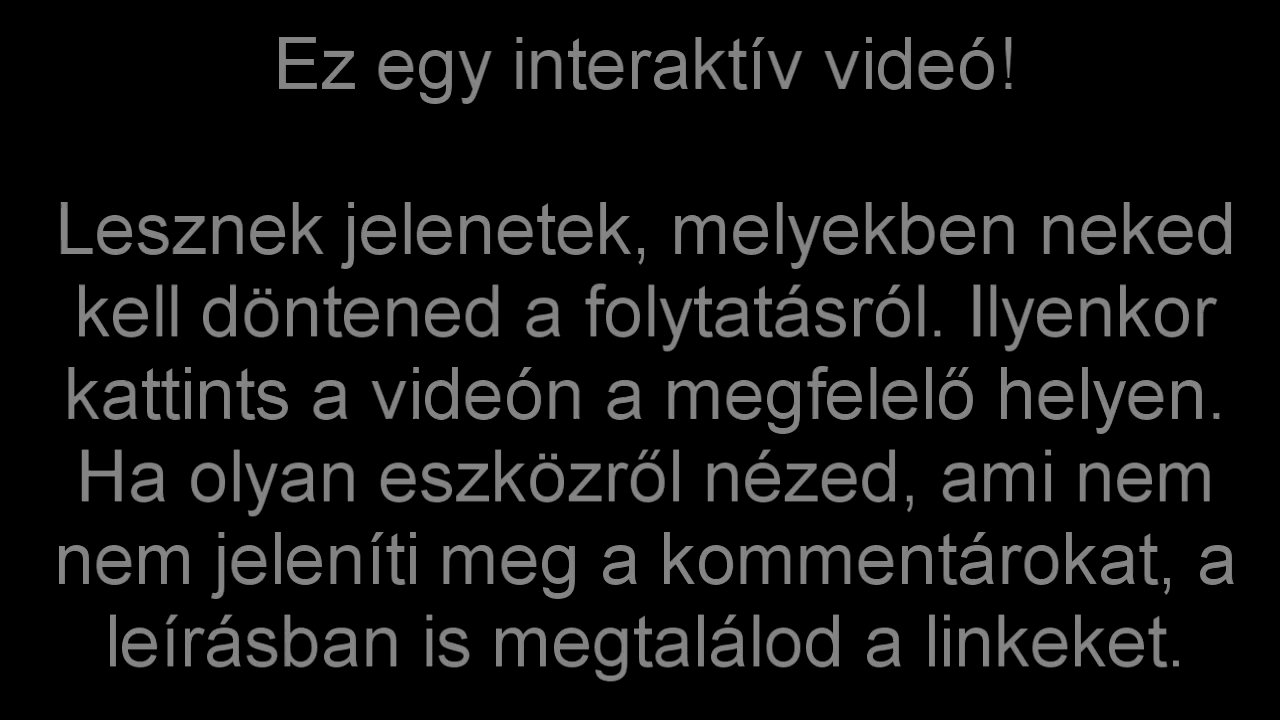 Ez egy interaktív videó!
Lesznek jelenetek, melyekben neked
kell döntened a folytatásról. Ilyenkor
kattints a videón a megfelelő helyen.
Ha olyan eszközről nézed, ami nem
nem jeleníti meg a kommentárokat, a
leírásban is megtalálod a linkeket.